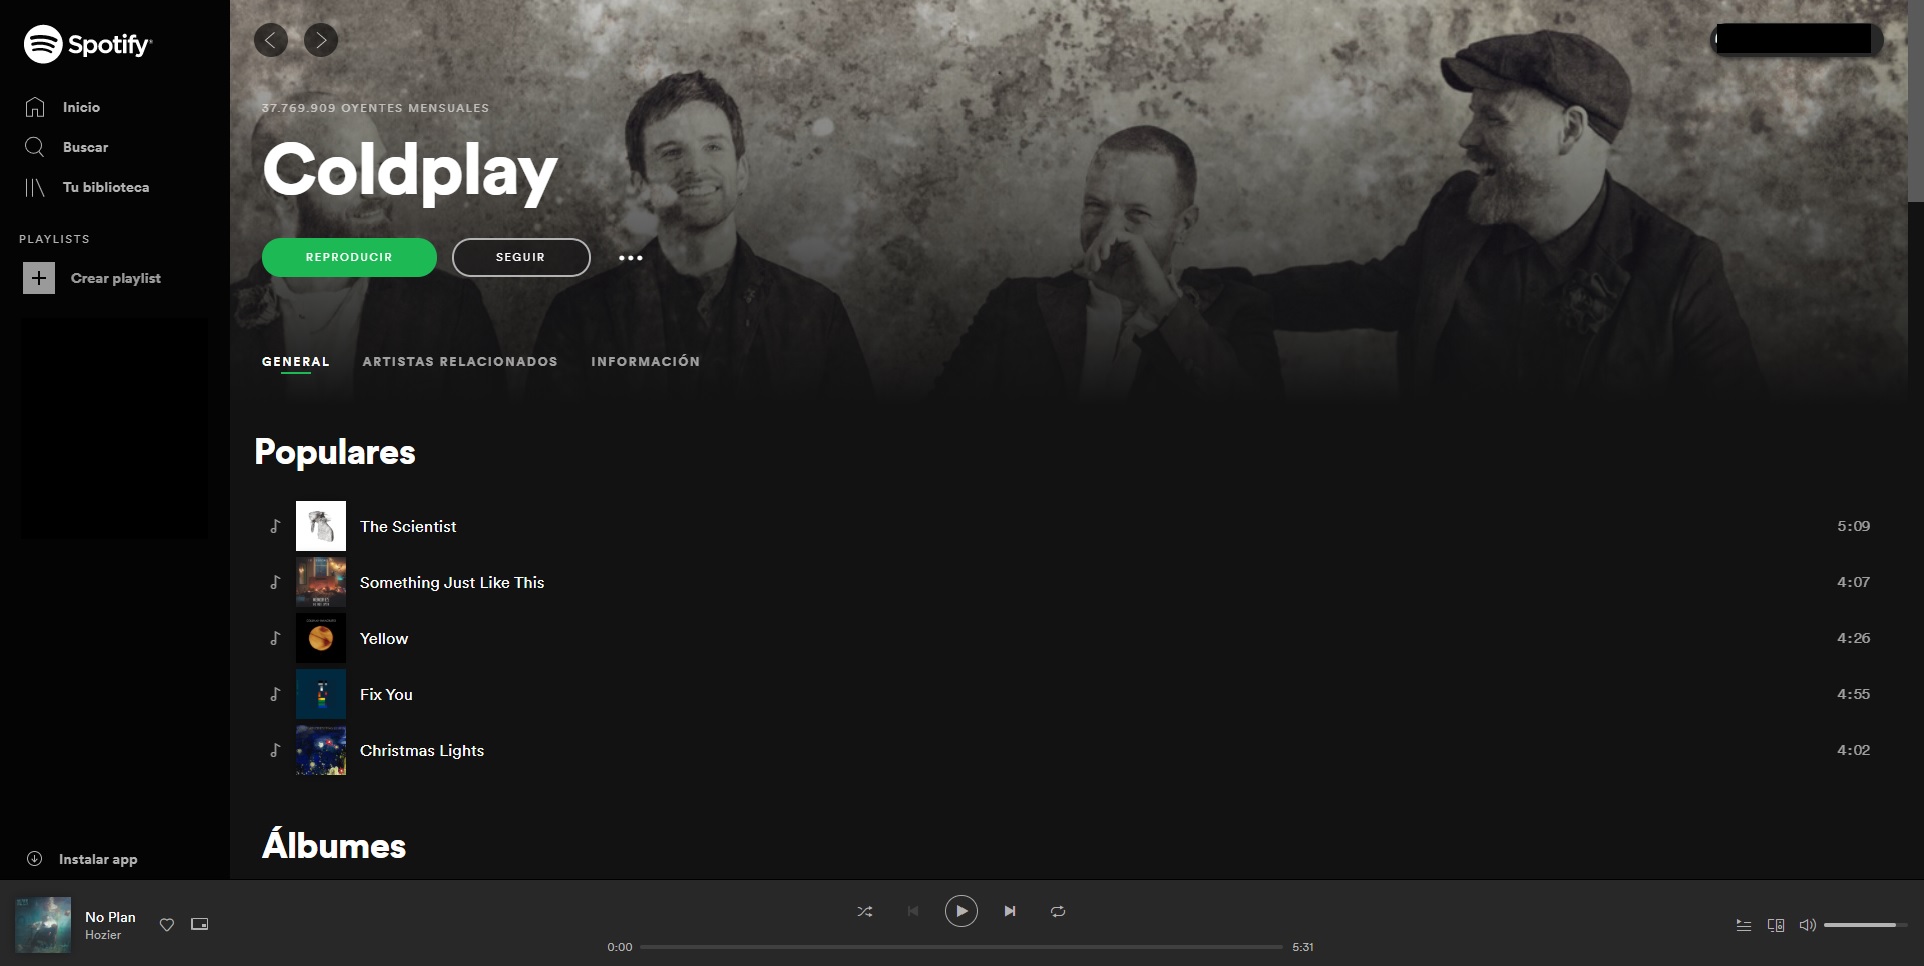 Spotify
Inicio
Buscar
Tu biblioteca
PLAYLISTS
Crear playlist
Instalar app
37.769.909 OYENTES MENSUALES
Coldplay
REPRODUCIR SEGUIR
GENERAL ARTISTAS RELACIONADOS INFORMACIÓN
Populares
The Scientist 5:09
Something Just Like This 4:07
Yellow 4:26
Fix You 4:55
Christmas Lights 4:02
Álbumes
No Plan
Hozier
0:00 5:31